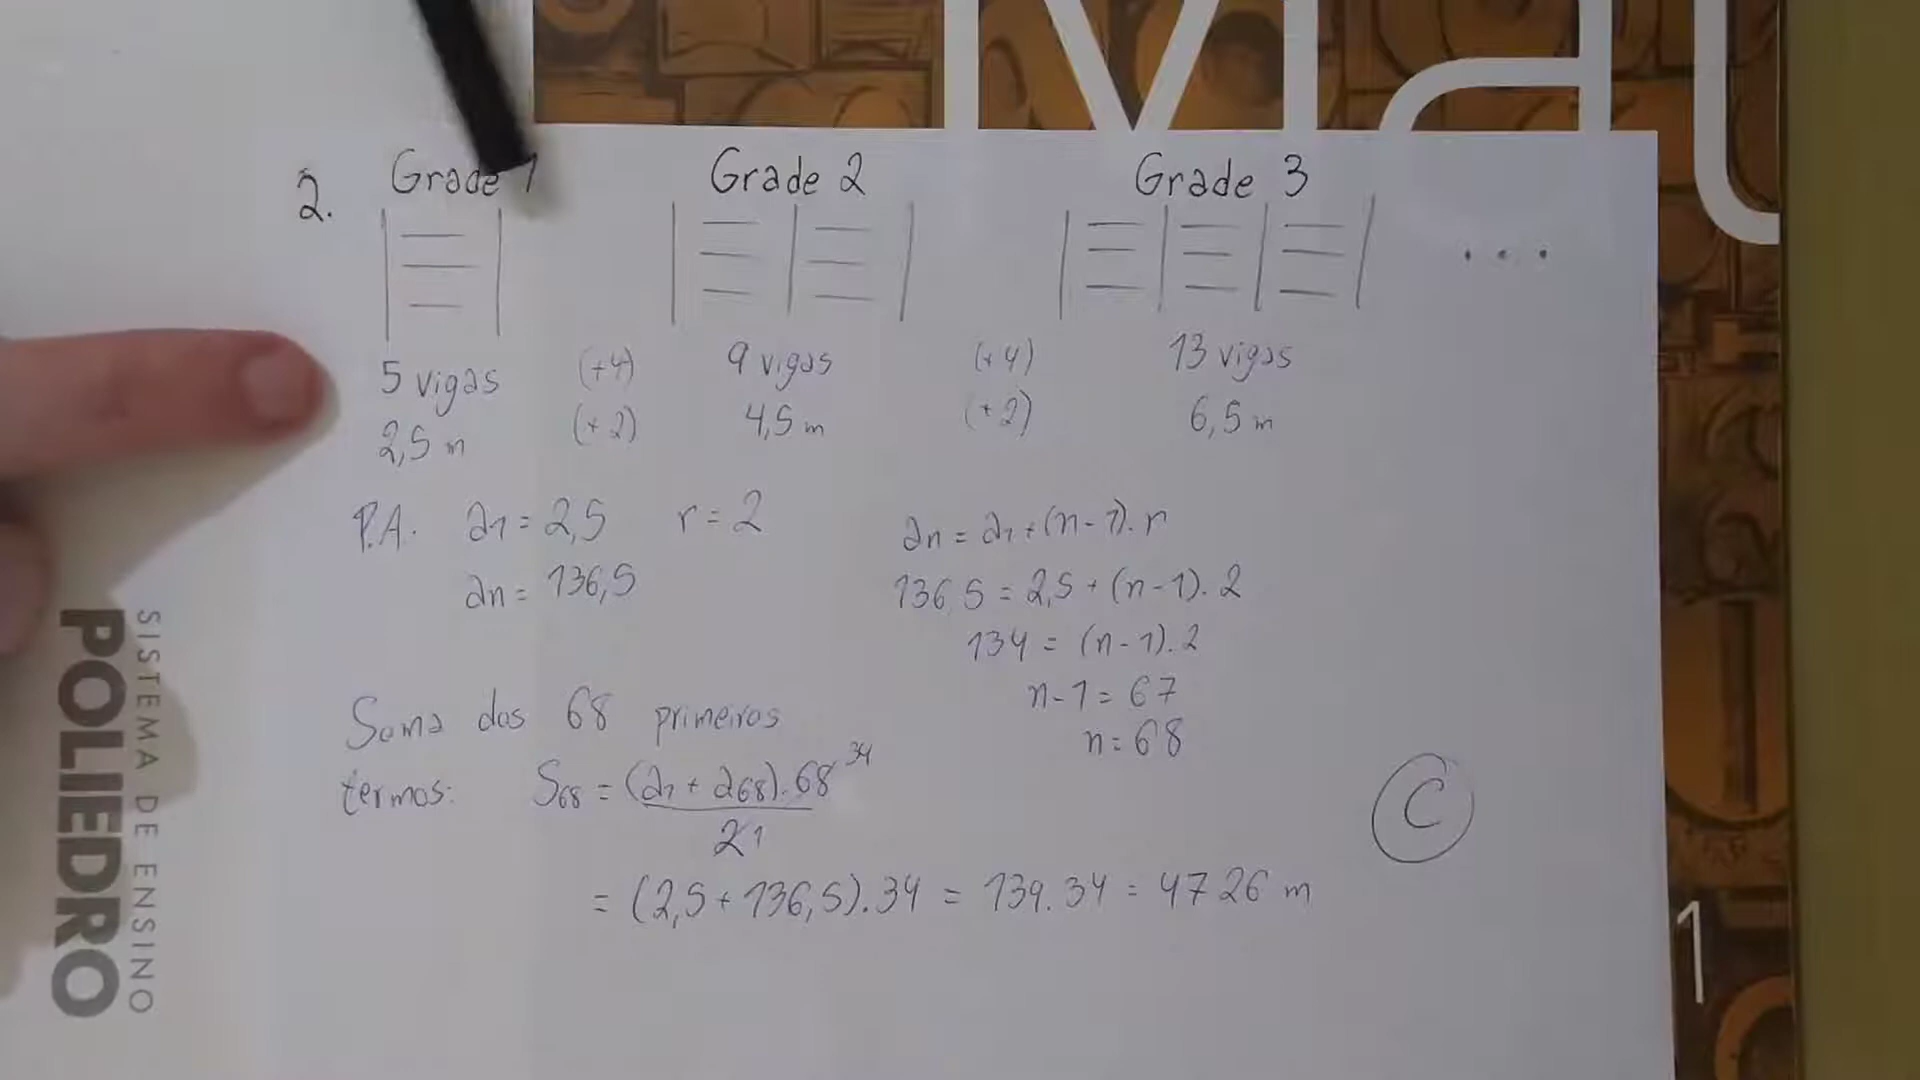 2. Grade 1 Grade 2 Grade 3
. . .
5 vigas (+4) 9 vigas (+4) 13 vigas
2,5 m (+2) 4,5 m (+2) 6,5 m
P.A. a1 = 2,5 r = 2
an = 136,5
an = a1 + (n-1). r
136,5 = 2,5 + (n-1). 2
134 = (n-1). 2
n-1 = 67
n = 68
Soma dos 68 primeiros
termos: S68 = (a1 + a68). 68 34
2 1
= (2,5 + 136,5). 34 = 139. 34 = 4726 m
C
SISTEMA DE ENSINO
POLIEDRO
1